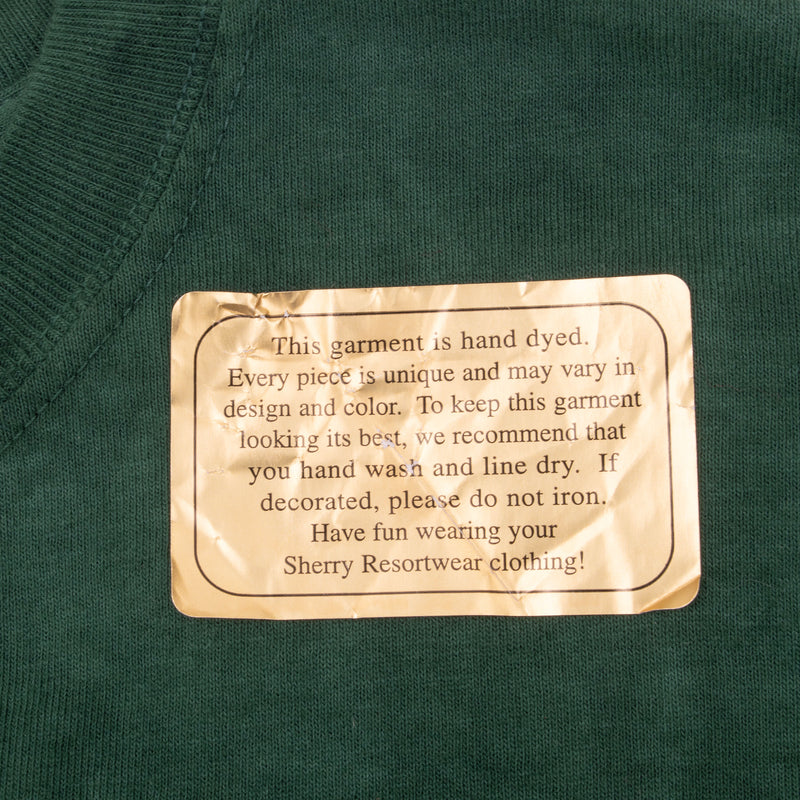 This garment is hand dyed.
Every piece is unique and may vary in
design and color. To keep this garment
looking its best, we recommend that
you hand wash and line dry. If
decorated, please do not iron.
Have fun wearing your
Sherry Resortwear clothing!